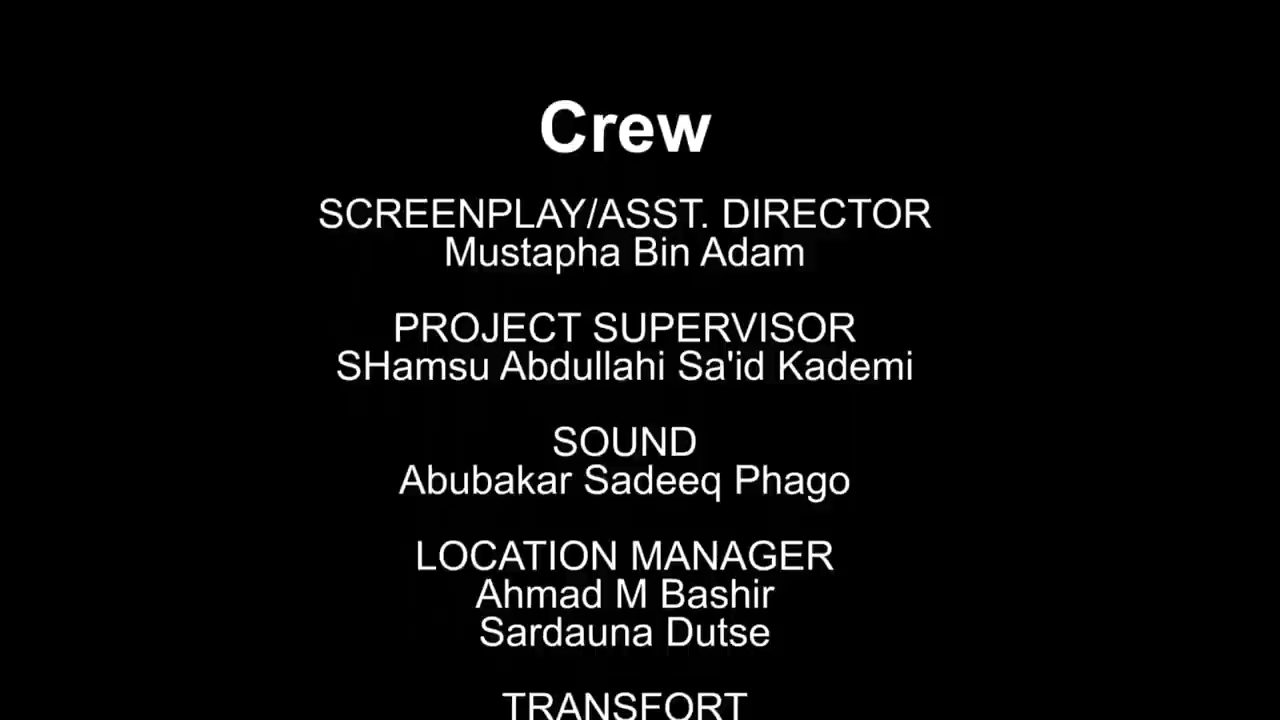 Crew
SCREENPLAY/ASST. DIRECTOR
Mustapha Bin Adam
PROJECT SUPERVISOR
SHamsu Abdullahi Sa'id Kademi
SOUND
Abubakar Sadeeq Phago
LOCATION MANAGER
Ahmad M Bashir
Sardauna Dutse
TRANSFORT